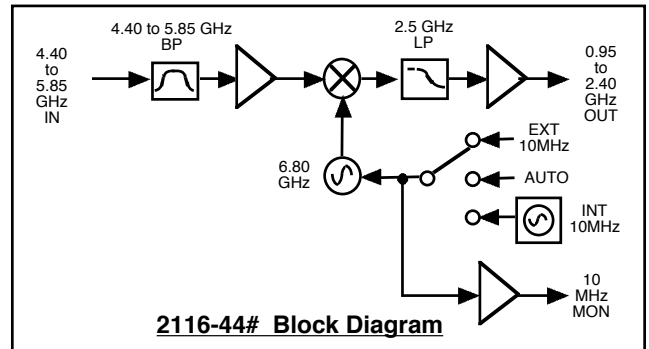 4.40 to 5.85 GHz
BP
2.5 GHz
LP
4.40
to
5.85
GHz
IN
0.95
to
2.40
GHz
OUT
6.80
GHz
EXT
10MHz
AUTO
INT
10MHz
10
MHz
MON
2116-44# Block Diagram